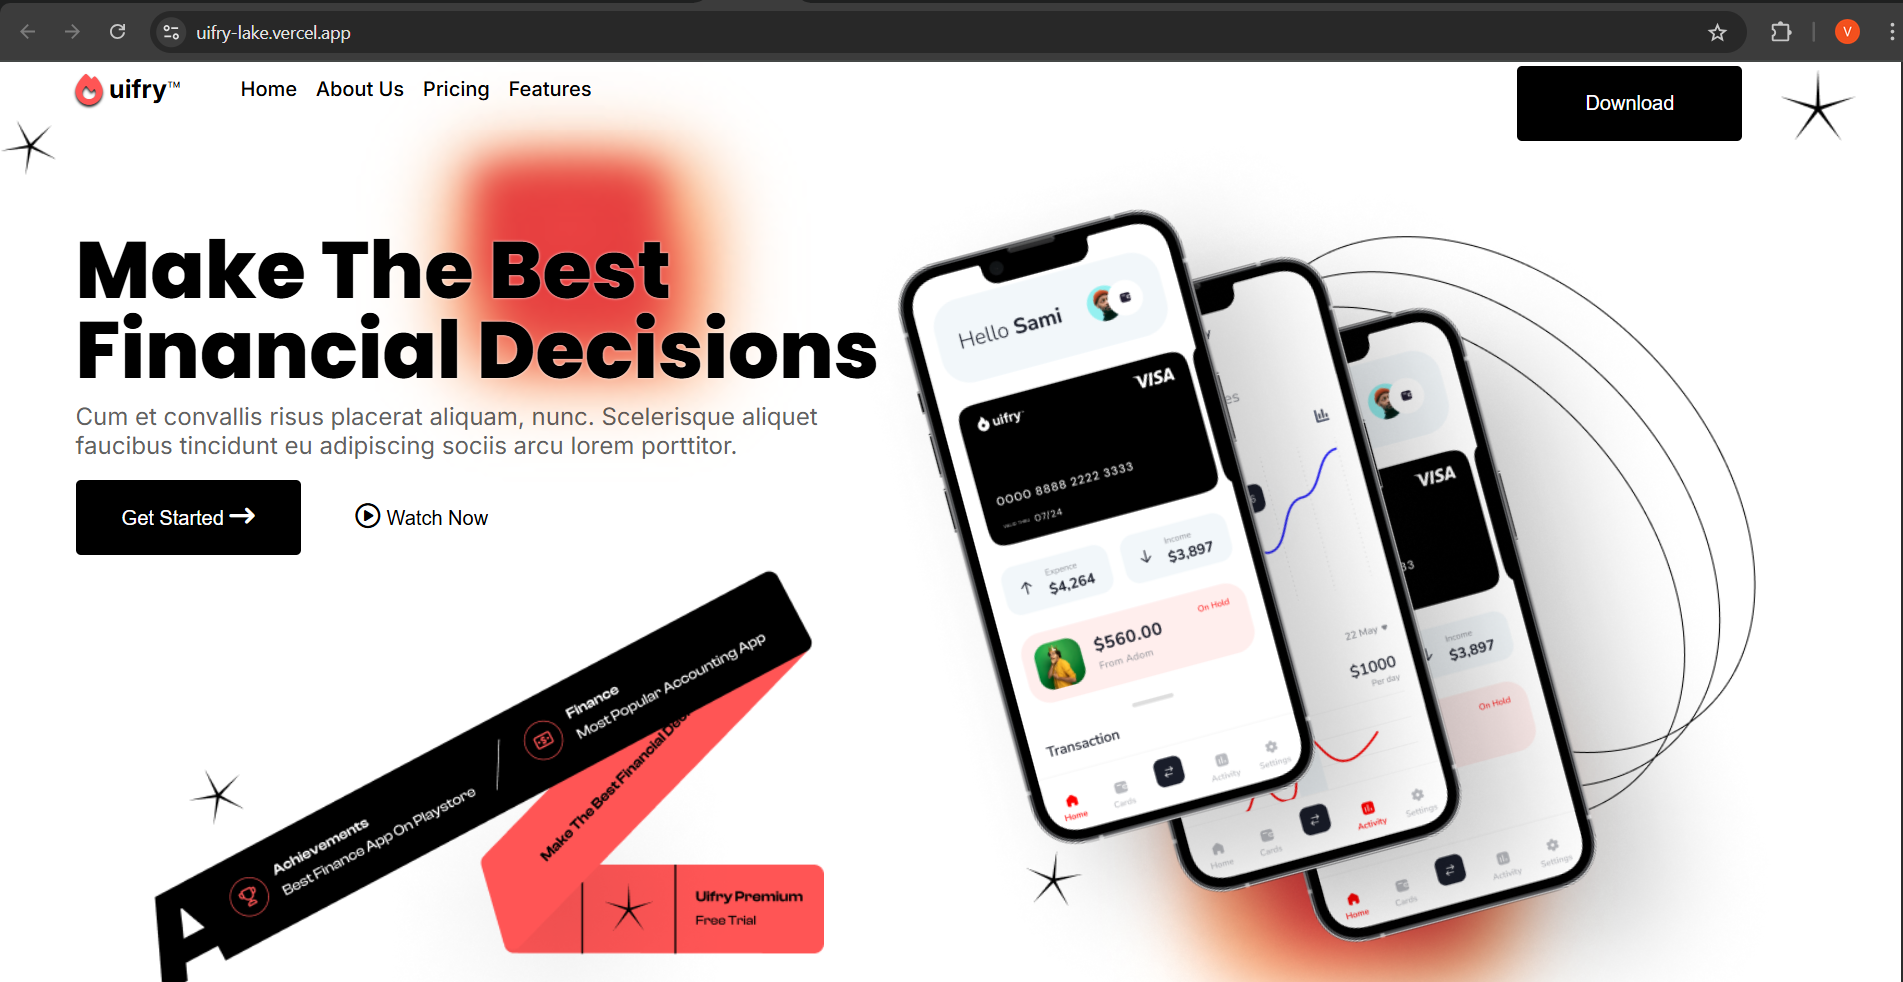 uifry-lake.vercel.app
V
uifry™
Home
About Us
Pricing
Features
Download
Make The Best
Financial Decisions
Cum et convallis risus placerat aliquam, nunc. Scelerisque aliquet
faucibus tincidunt eu adipiscing sociis arcu lorem porttitor.
Get Started
Watch Now
Hello Sami
VISA
uifry
0000 8888 2222 3333
VALID THRU 07/24
Expence
$4,264
Income
$3,897
On Hold
$560.00
From Adom
Transaction
Home
Cards
Activity
Settings
22 May
$1000
Per day
Home
Cards
Activity
Settings
VISA
33
Income
$3,897
On Hold
Home
Cards
Activity
Settings
Finance
Most Popular Accounting App
Achievements
Best Finance App On Playstore
Make The Best Financial
Uifry Premium
Free Trial
A